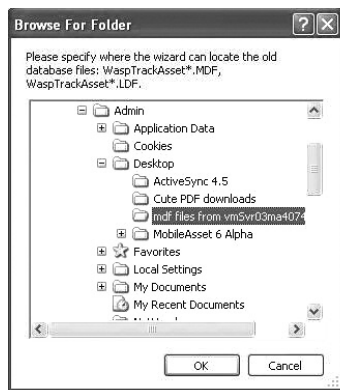 Browse For Folder
Please specify where the wizard can locate the old
database files: WaspTrackAsset*.MDF,
WaspTrackAsset*.LDF.
Admin
Application Data
Cookies
Desktop
ActiveSync 4.5
Cute PDF downloads
mdf files from vmSvr03ma4074
MobileAsset 6 Alpha
Favorites
Local Settings
My Documents
My Recent Documents
OK Cancel